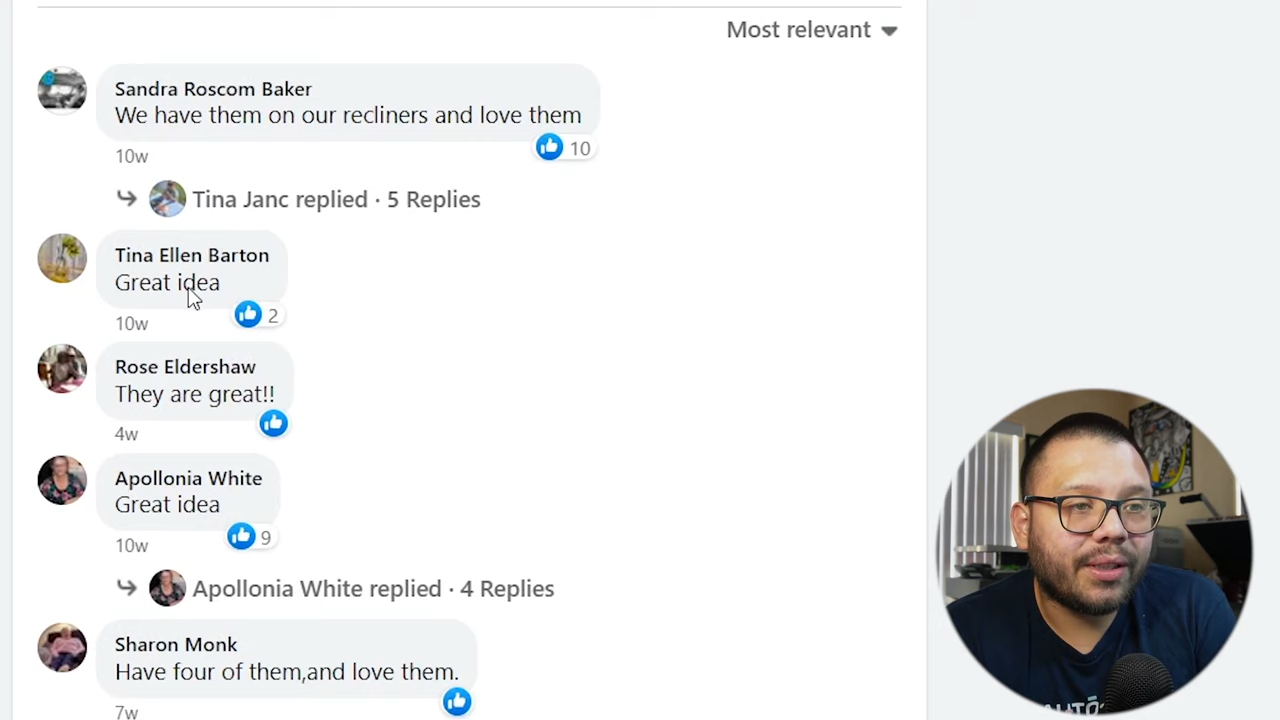 Most relevant
Sandra Roscom Baker
We have them on our recliners and love them
10
10w
Tina Janc replied · 5 Replies
Tina Ellen Barton
Great idea
2
10w
Rose Eldershaw
They are great!!
4w
Apollonia White
Great idea
9
10w
Apollonia White replied · 4 Replies
Sharon Monk
Have four of them,and love them.
7w